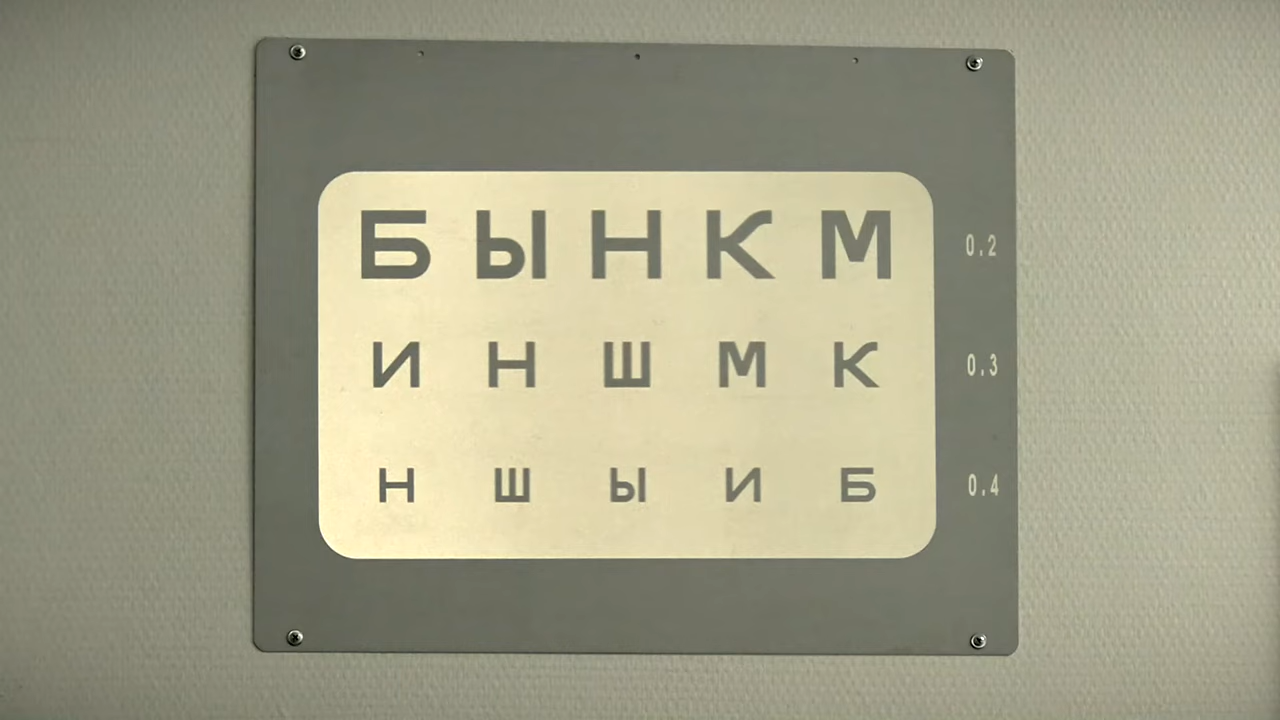 Б Ы Н К М 0.2
И Н Ш М К 0.3
Н Ш Ы И Б 0.4